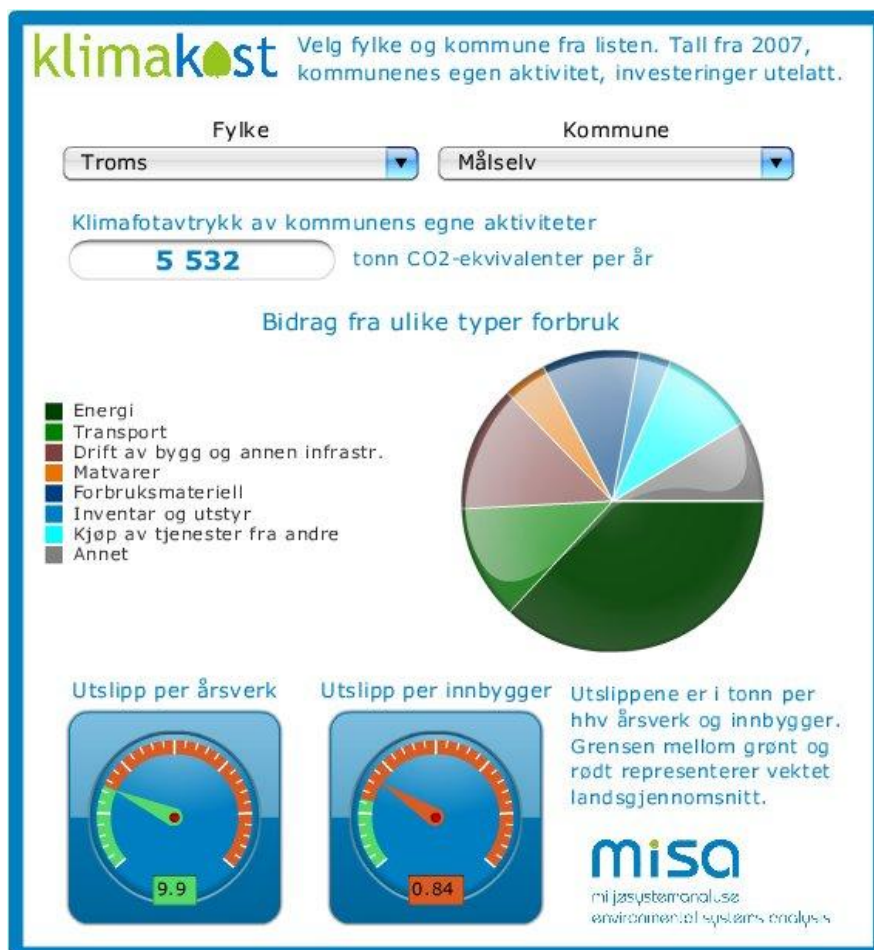 klimakost
Velg fylke og kommune fra listen. Tall fra 2007,
kommunenes egen aktivitet, investeringer utelatt.
Fylke
Kommune
Troms
Målselv
Klimafotavtrykk av kommunens egne aktiviteter
5 532 tonn CO2-ekvivalenter per år
Bidrag fra ulike typer forbruk
Energi
Transport
Drift av bygg og annen infrastr.
Matvarer
Forbruksmateriell
Inventar og utstyr
Kjøp av tjenester fra andre
Annet
Utslipp per årsverk
9.9
Utslipp per innbygger
0.84
Utslippene er i tonn per
hhv årsverk og innbygger.
Grensen mellom grønt og
rødt representerer vektet
landsgjennomsnitt.
misa
miljøsystemanalyse
environmental systems analysis